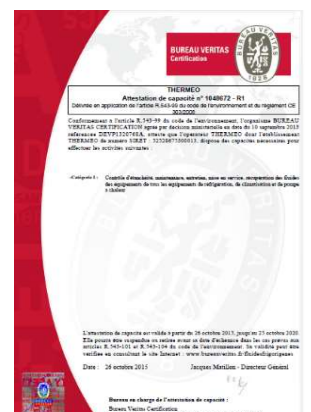 BUREAU VERITAS
Certification
BUREAU VERITAS
1828
THERMEO
Attestation de capacité n° 1048672 - R1
Délivrée en application de l'article R.543-99 du code de l'environnement et du règlement CE
303/2008
Conformément à l'article R.543-99 du code de l'environnement, l'organisme BUREAU
VERITAS CERTIFICATION agréé par décision ministérielle en date du 10 septembre 2015
références atteste que l'opérateur THERMEO dont l'établissement
THERMEO de numéro SIRET : dispose des capacités nécessaires pour
effectuer les activités suivantes :
Catégorie I : Contrôle d'étanchéité, maintenance, entretien, mise en service, récupération des fluides
des équipements de tous les équipements de réfrigération, de climatisation et de pompe
à chaleur
L'attestation de capacité est valide à partir du 26 octobre 2015, jusqu'au 25 octobre 2020.
Elle pourra être suspendue ou retirée avant sa date d'échéance dans les cas prévus aux
articles R.543-101 et R.543-104 du code de l'environnement. Sa validité peut être
vérifiée en consultant le site Internet : www.bureauveritas.fr/fluidesfrigorigenes
Date : 26 octobre 2015 Jacques Matillon - Directeur Général
Bureau en charge de l'attestation de capacité :
Bureau Veritas Certification